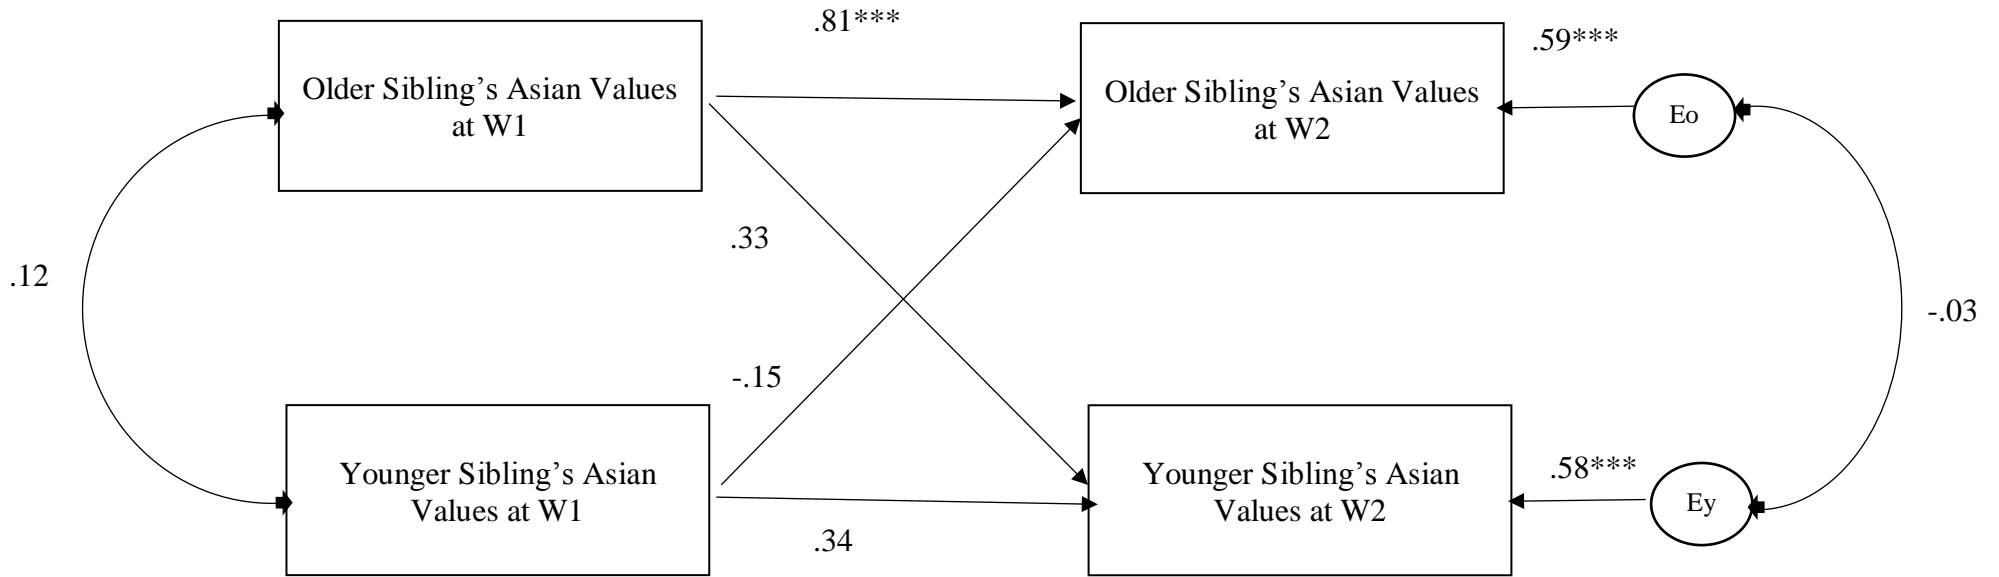 .81***
.59***
Older Sibling’s Asian Values
at W1
Older Sibling’s Asian Values
at W2
Eo
.33
.12
-.03
-.15
Younger Sibling’s Asian
Values at W1
Younger Sibling’s Asian
Values at W2
.58***
Ey
.34